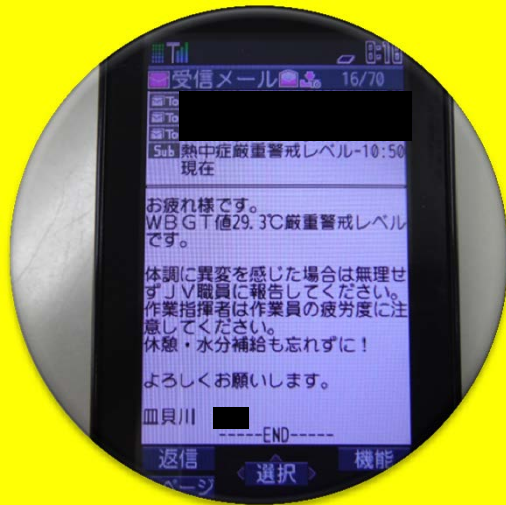 受信メール 16/70
To
To
To
Sub 熱中症厳重警戒レベル-10:50
現在
お疲れ様です。
WBGT値29.3℃厳重警戒レベル
です。
体調に異変を感じた場合は無理せ
ずJV職員に報告してください。
作業指揮者は作業員の疲労度に注
意してください。
休憩・水分補給も忘れずに!
よろしくお願いします。
皿貝川
-----END-----
返信 選択 機能
ページ